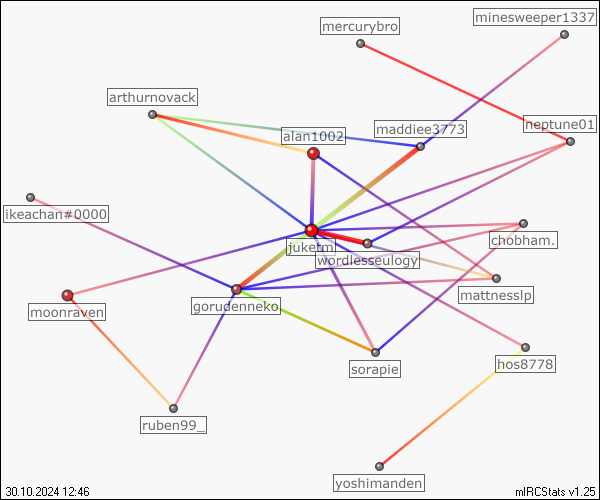 minesweeper1337
mercurybro
arthurnovack
neptune01
maddiee3773
alan1002
ikeachan#0000
chobham.
juketm
wordlesseulogy
mattnesslp
gorudenneko
moonraven
hos8778
sorapie
ruben99_
yoshimanden
30.10.2024 12:46
mIRCStats v1.25